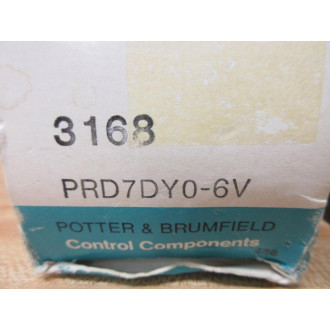 3168
PRD7DY0-6V
POTTER & BRUMFIELD
Control Components